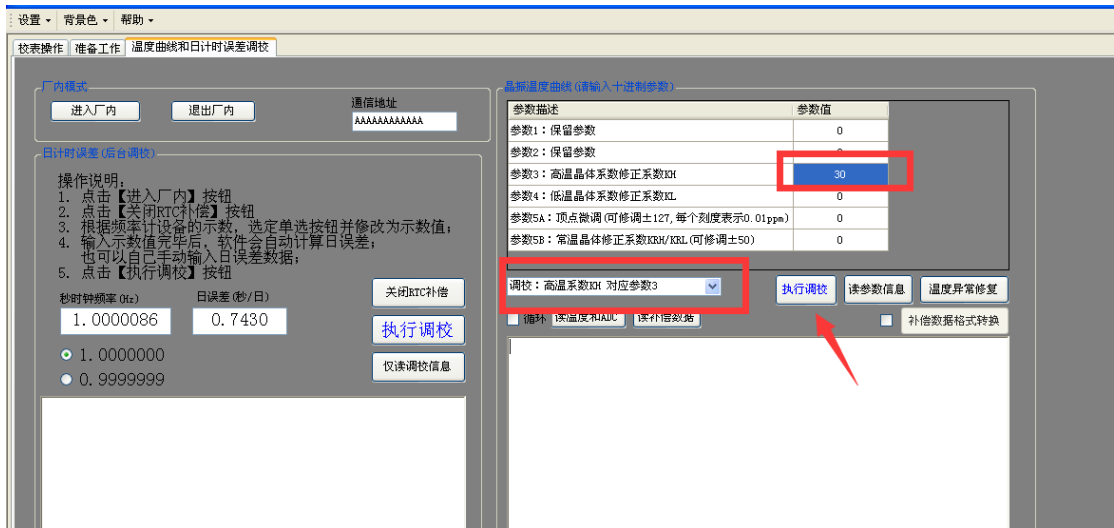 设置 背景色 帮助
校表操作 准备工作 温度曲线和日计时误差调校
厂内模式
进入厂内 退出厂内
通信地址
AAAAAAAAAAAA
日计时误差(后台调校)
操作说明:
1. 点击【进入厂内】按钮
2. 点击【关闭RTC补偿】按钮
3. 根据频率计设备的示数, 选定单选按钮并修改为示数值;
4. 输入示数值完毕后, 软件会自动计算日误差;
也可以自己手动输入日误差数据;
5. 点击【执行调校】按钮
秒时钟频率(Hz) 日误差(秒/日)
1.0000086 0.7430
1.0000000
0.9999999
关闭RTC补偿
执行调校
仅读调校信息
晶振温度曲线(请输入十进制参数)
参数描述 参数值
参数1:保留参数 0
参数2:保留参数
参数3:高温晶体系数修正系数KH 30
参数4:低温晶体系数修正系数KL 0
参数5A:顶点微调(可修调±127,每个刻度表示0.01ppm) 0
参数5B:常温晶体修正系数KRH/KRL(可修调±50) 0
调校:高温系数KH 对应参数3
执行调校 读参数信息 温度异常修复
循环 读温度和ADC 读补偿数据 补偿数据格式转换